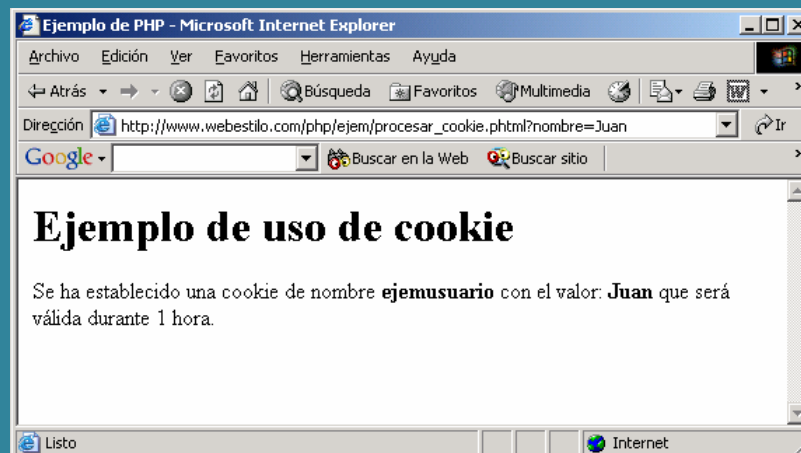 Ejemplo de PHP - Microsoft Internet Explorer
Archivo Edición Ver Favoritos Herramientas Ayuda
Atrás Búsqueda Favoritos Multimedia
Dirección http://www.webestilo.com/php/ejem/procesar_cookie.phtml?nombre=Juan Ir
Google Buscar en la Web Buscar sitio
Ejemplo de uso de cookie
Se ha establecido una cookie de nombre ejemusuario con el valor: Juan que será
válida durante 1 hora.
Listo Internet